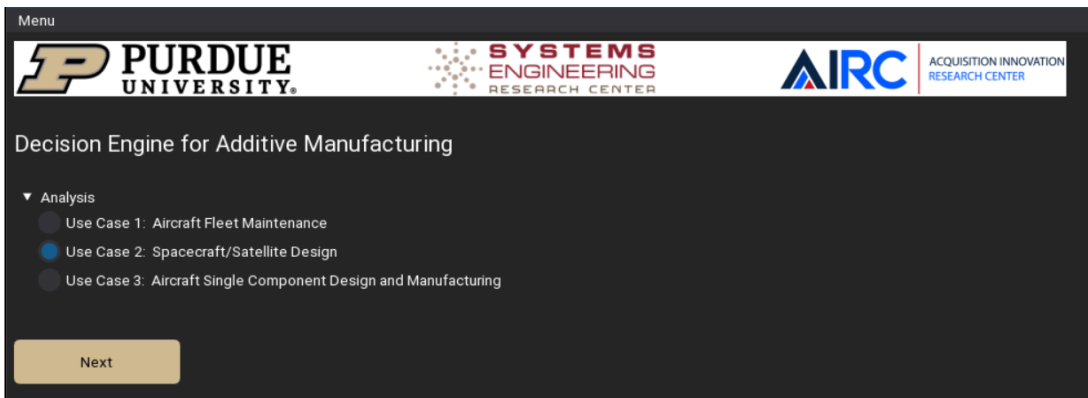 Menu
PURDUE
UNIVERSITY®
SYSTEMS
ENGINEERING
RESEARCH CENTER
AIRC
ACQUISITION INNOVATION
RESEARCH CENTER
Decision Engine for Additive Manufacturing
Analysis
Use Case 1: Aircraft Fleet Maintenance
Use Case 2: Spacecraft/Satellite Design
Use Case 3: Aircraft Single Component Design and Manufacturing
Next